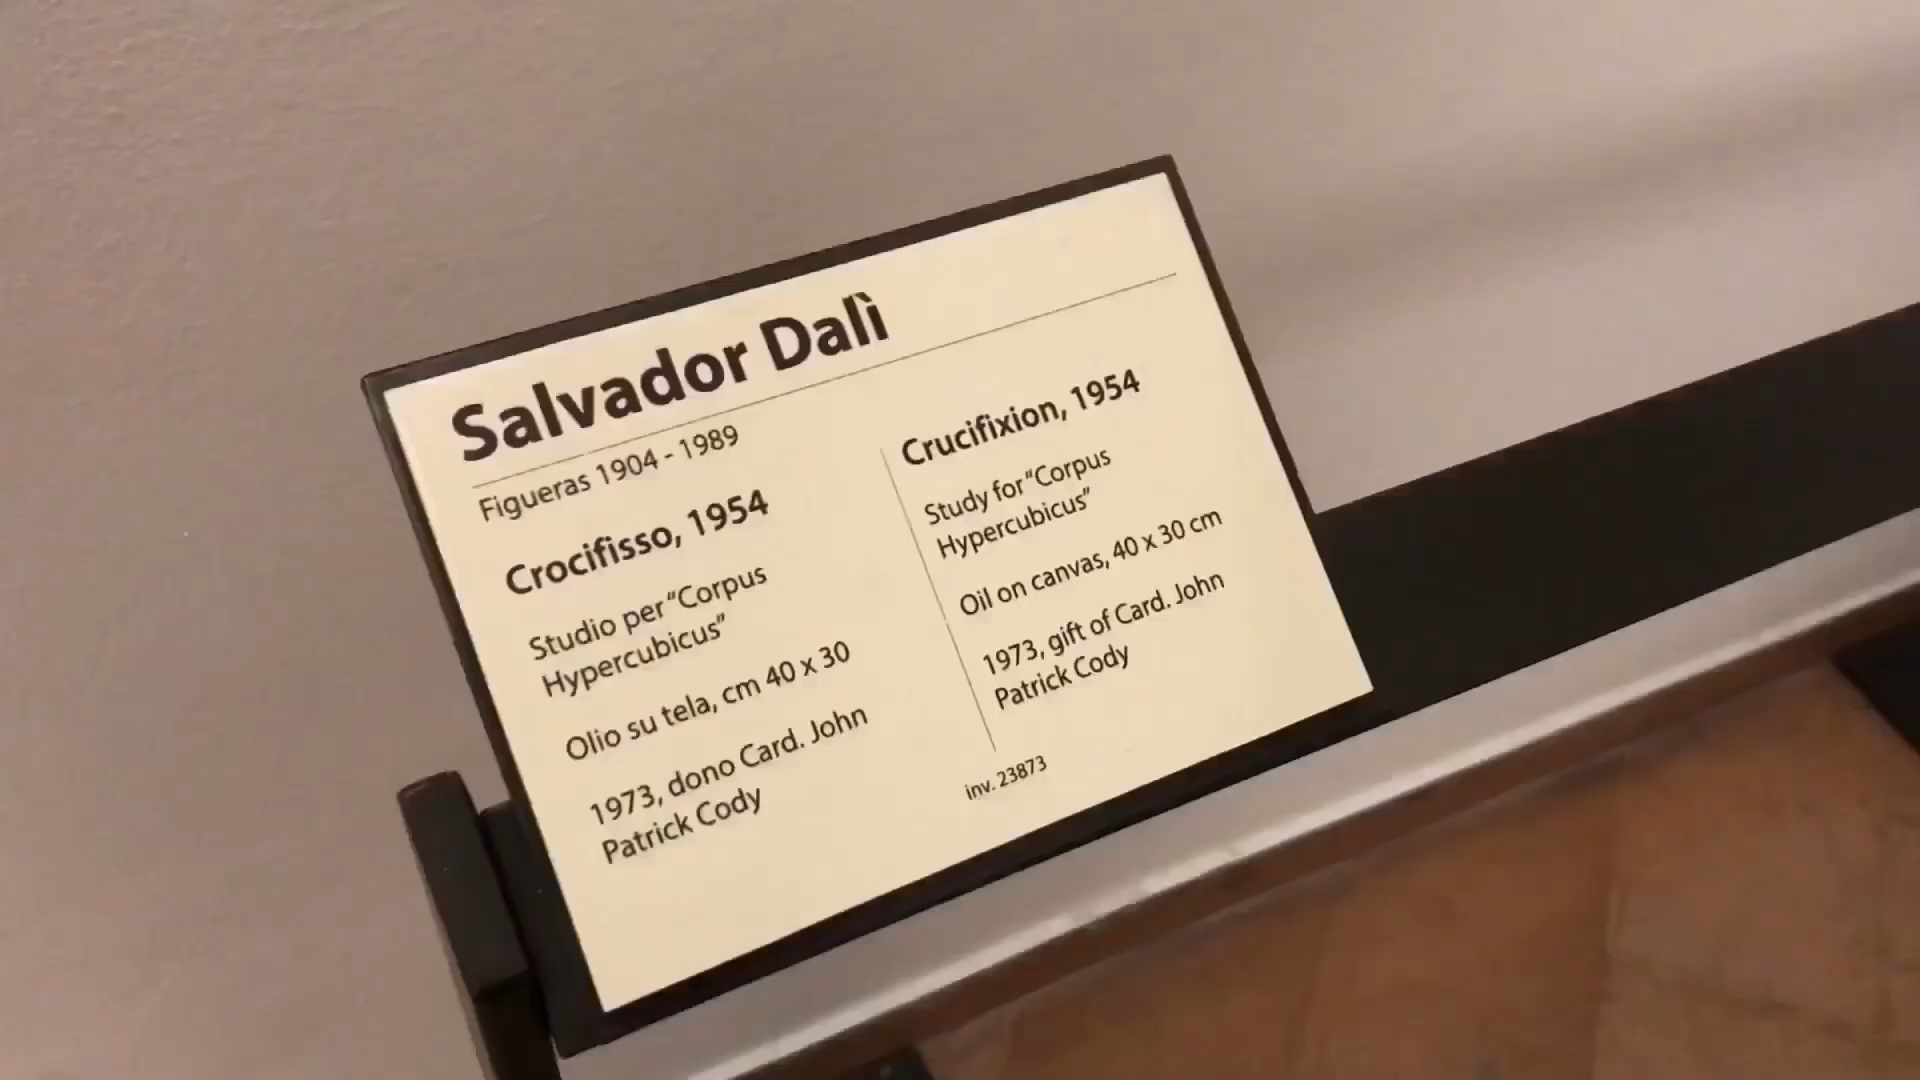 Salvador Dalì
Figueras 1904 - 1989
Crocifisso, 1954
Studio per “Corpus
Hypercubicus”
Olio su tela, cm 40 x 30
1973, dono Card. John
Patrick Cody
Crucifixion, 1954
Study for “Corpus
Hypercubicus”
Oil on canvas, 40 x 30 cm
1973, gift of Card. John
Patrick Cody
inv. 23873